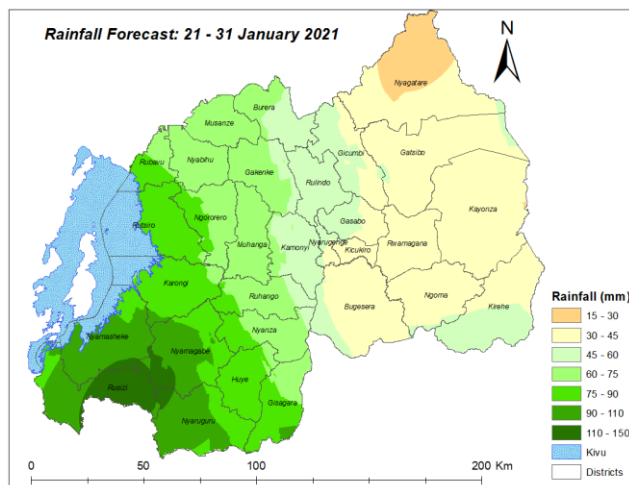 Rainfall Forecast: 21 - 31 January 2021
N
Nyagatare
Burera
Musanze
Gicumbi
Gatsibo
Rubavu
Nyabihu
Gakenke
Rulindo
Kayonza
Rutsiro
Ngororero
Gasabo
Muhanga
Kamonyi
Nyarugenge
Kicukiro
Rwamagana
Karongi
Ruhango
Bugesera
Ngoma
Kirehe
Nyamasheke
Nyamagabe
Nyanza
Rusizi
Huye
Gisagara
Nyaruguru
Rainfall (mm)
15 - 30
30 - 45
45 - 60
60 - 75
75 - 90
90 - 110
110 - 150
Kivu
Districts
0 50 100 200 Km